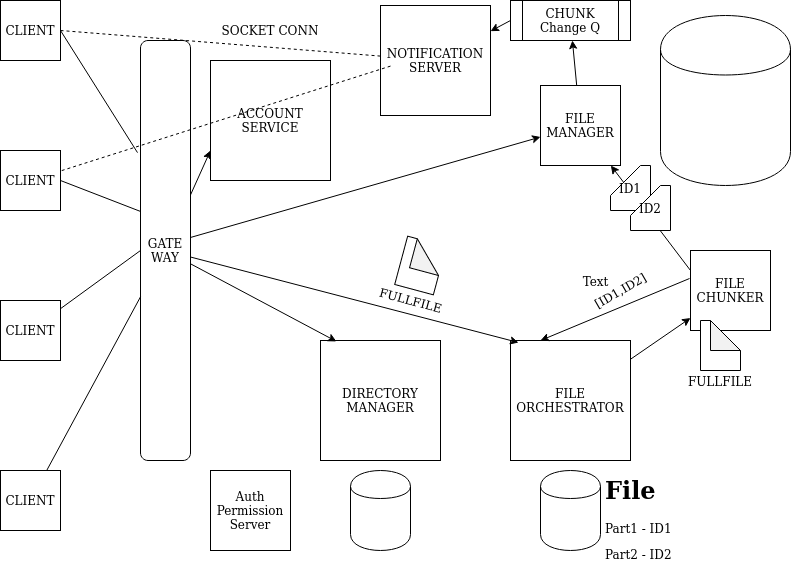 CLIENT
SOCKET CONN
NOTIFICATION
SERVER
CHUNK
Change Q
ACCOUNT
SERVICE
FILE
MANAGER
CLIENT
ID1
ID2
GATE
WAY
FULLFILE
Text
[ID1,ID2]
FILE
CHUNKER
CLIENT
FULLFILE
DIRECTORY
MANAGER
FILE
ORCHESTRATOR
CLIENT
Auth
Permission
Server
File
Part1 - ID1
Part2 - ID2